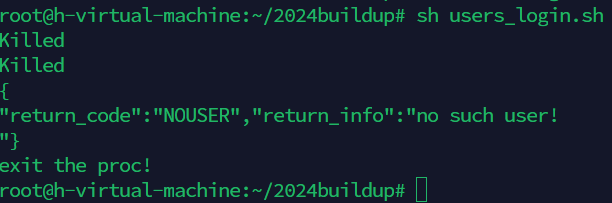 root@h-virtual-machine:~/2024buildup# sh users_login.sh
Killed
Killed
{
"return_code":"NOUSER","return_info":"no such user!
"}
exit the proc!
root@h-virtual-machine:~/2024buildup#